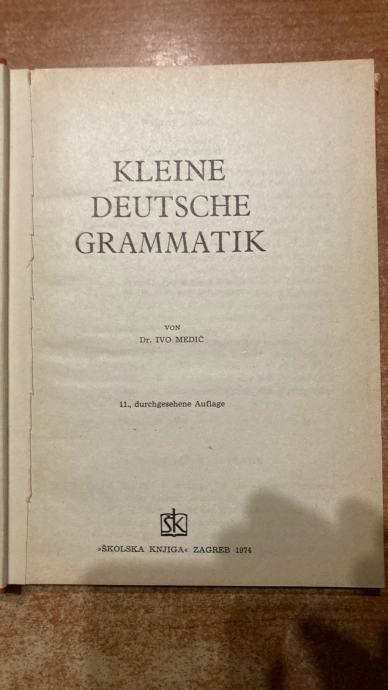 KLEINE
DEUTSCHE
GRAMMATIK
VON
Dr. IVO MEDIĆ
11., durchgesehene Auflage
šk
»ŠKOLSKA KNJIGA« ZAGREB 1974